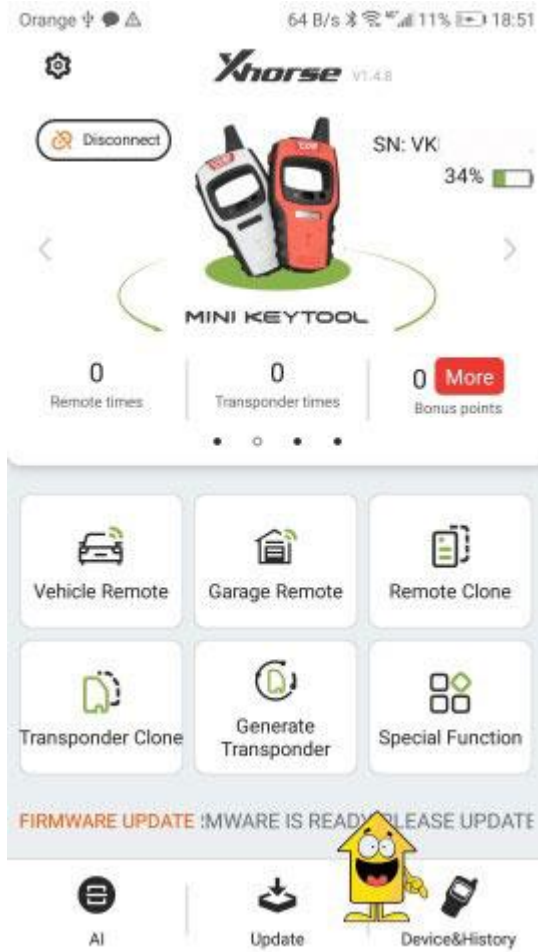 Orange 64 B/s 11% 18:51
Xhorse V1.4.8
Disconnect
SN: VK
34%
MINI KEYTOOL
0 0 0 More
Remote times Transponder times Bonus points
Vehicle Remote Garage Remote Remote Clone
Transponder Clone Generate Transponder Special Function
FIRMWARE UPDATE :MWARE IS READY PLEASE UPDATE
AI Update Device&History